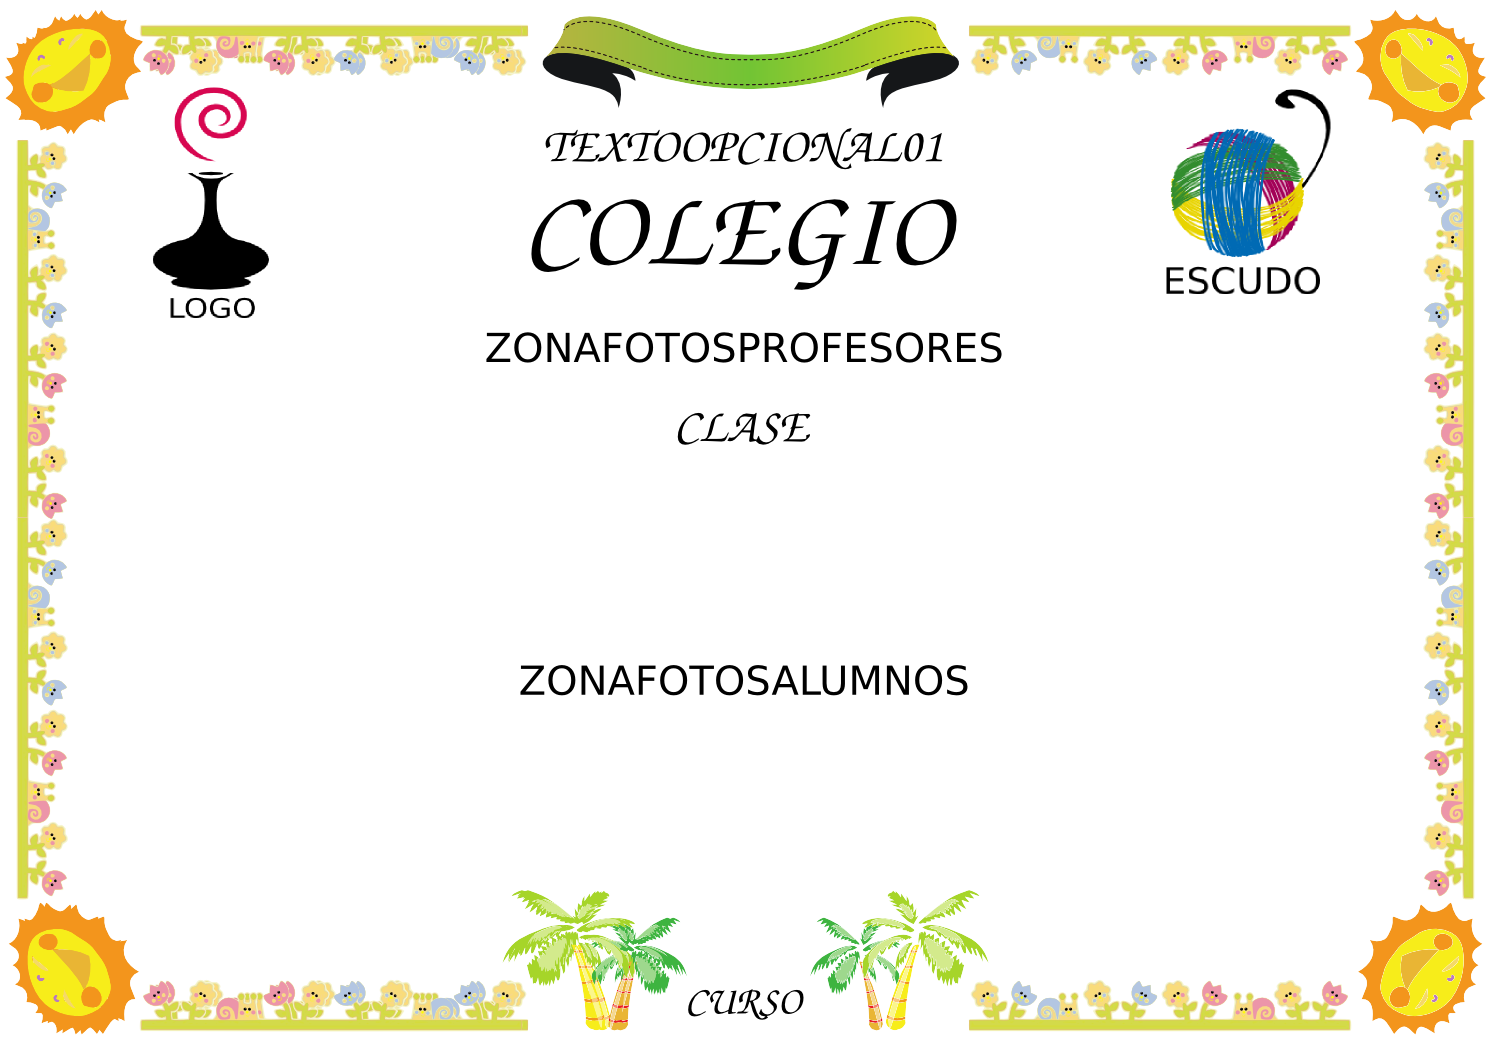 TEXTOOPCIONAL01
COLEGIO
LOGO
ESCUDO
ZONAFOTOSPROFESORES
CLASE
ZONAFOTOSALUMNOS
CURSO